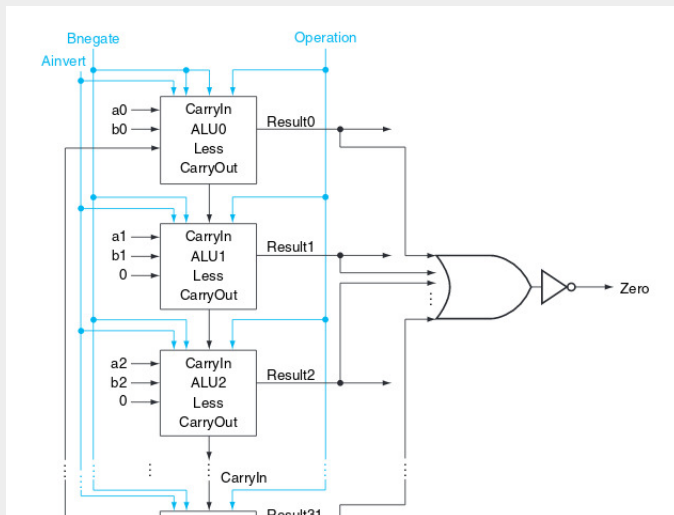 Bnegate
Operation
Ainvert
a0
b0
CarryIn
ALU0
Less
CarryOut
Result0
a1
b1
0
CarryIn
ALU1
Less
CarryOut
Result1
Zero
a2
b2
0
CarryIn
ALU2
Less
CarryOut
Result2
CarryIn
Result31